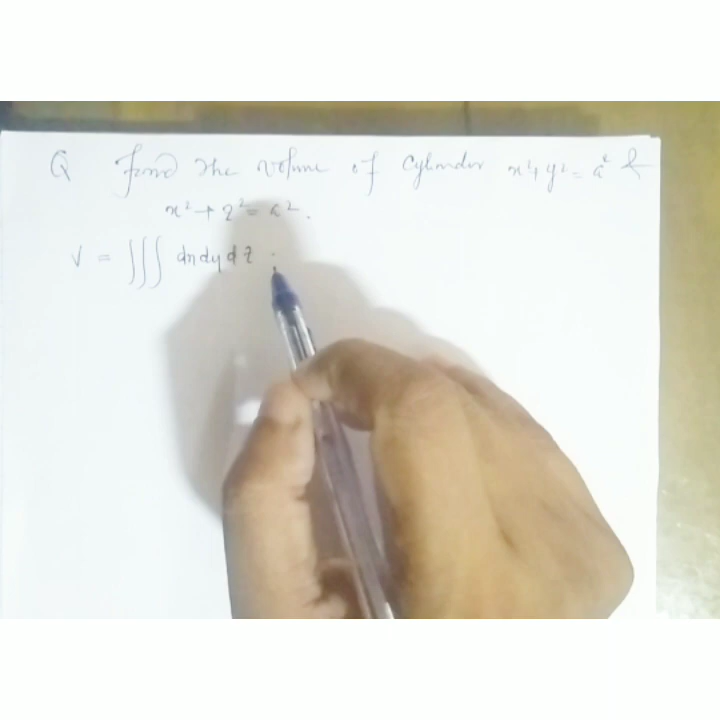 Q Find the volume of cylinder x²+y²=a² &
x²+z²=a².
V = ∭ dxdydz